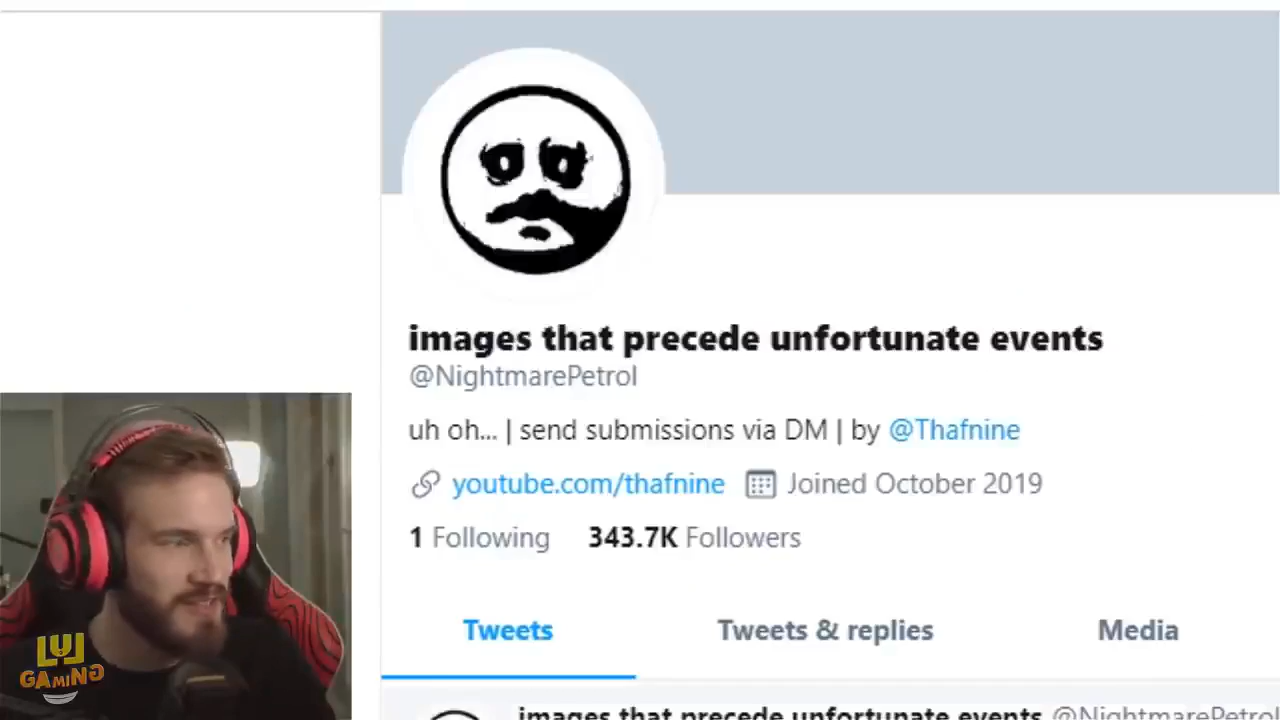 images that precede unfortunate events
@NightmarePetrol
uh oh... | send submissions via DM | by @Thafnine
youtube.com/thafnine Joined October 2019
1 Following 343.7K Followers
Tweets Tweets & replies Media
images that precede unfortunate events @NightmarePetrol
LWL
GAMING